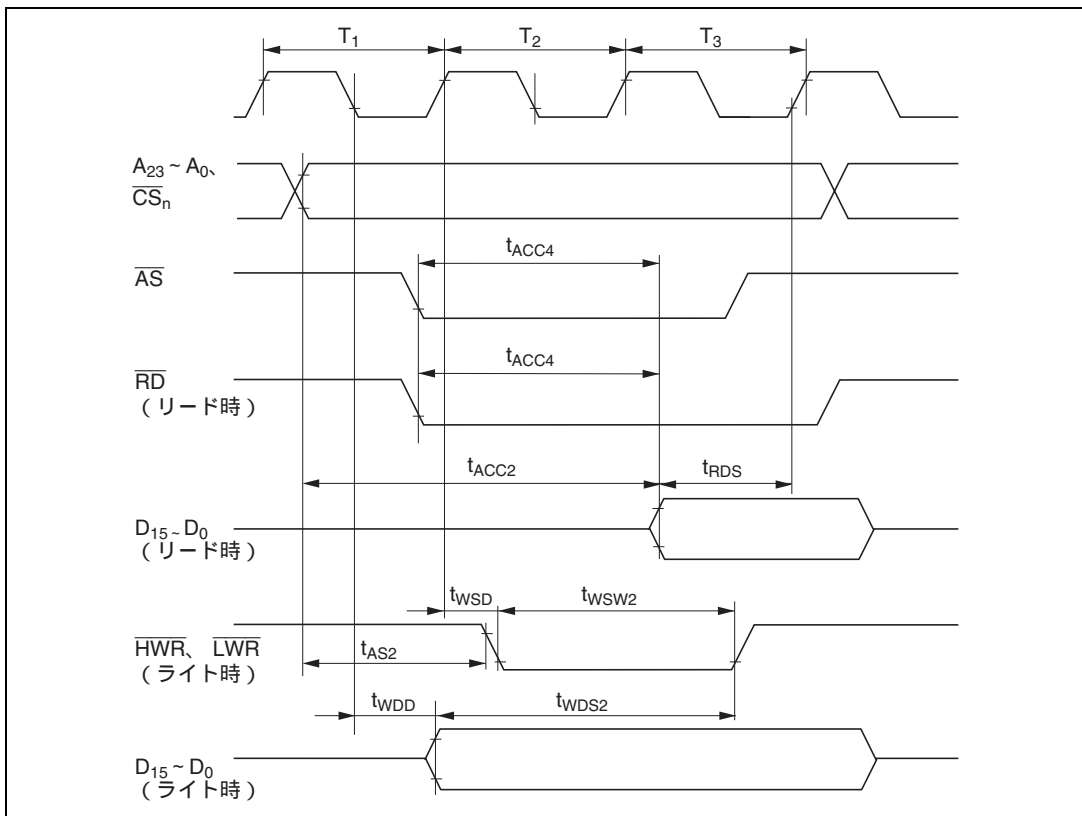 T1 T2 T3
A23 ~ A0、
CSn
tACC4
AS
tACC4
RD
（リード時）
tACC2 tRDS
D15 ~ D0
（リード時）
tWSD tWSW2
HWR、 LWR
（ライト時）
tAS2
tWDD tWDS2
D15 ~ D0
（ライト時）